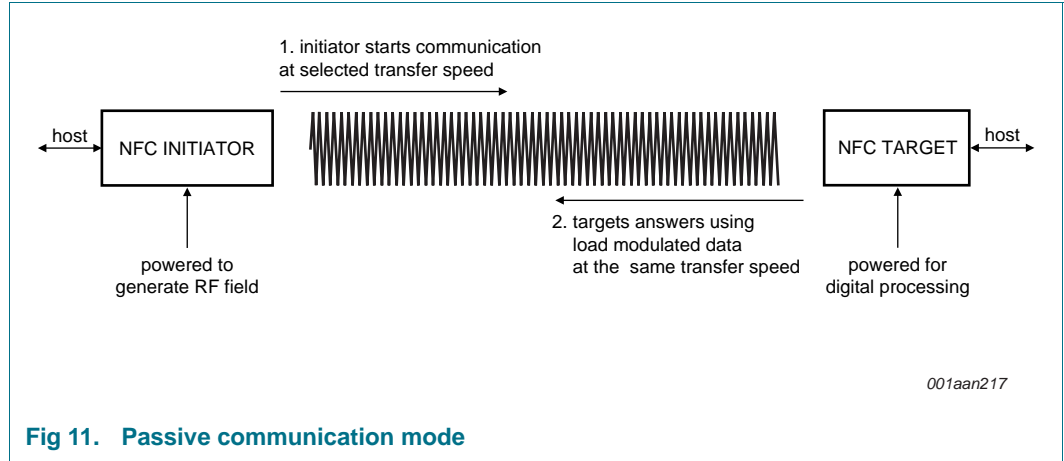 1. initiator starts communication
at selected transfer speed
host
NFC INITIATOR
NFC TARGET
host
2. targets answers using
load modulated data
at the same transfer speed
powered to
generate RF field
powered for
digital processing
001aan217
Fig 11. Passive communication mode